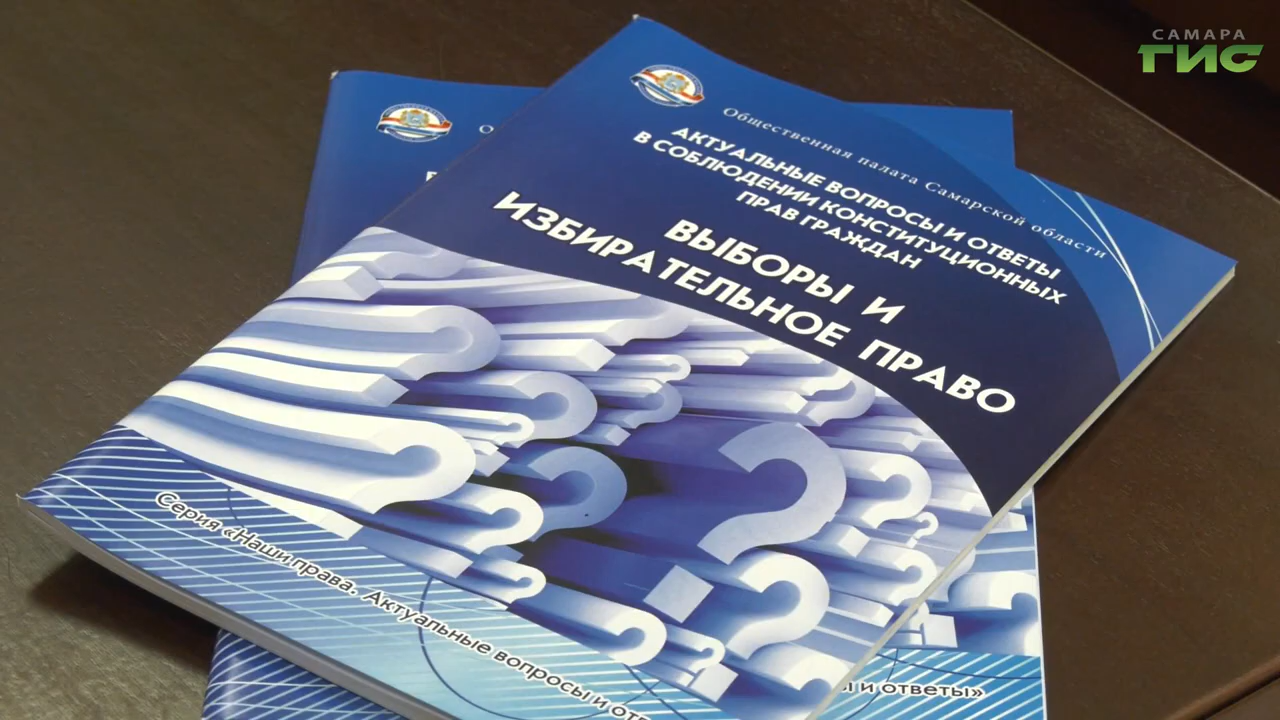 САМАРА
ГИС
Общественная палата Самарской области
АКТУАЛЬНЫЕ ВОПРОСЫ И ОТВЕТЫ
В СОБЛЮДЕНИИ КОНСТИТУЦИОННЫХ
ПРАВ ГРАЖДАН
ВЫБОРЫ И
ИЗБИРАТЕЛЬНОЕ ПРАВО
Серия «Наши права. Актуальные вопросы и отв
ы и ответы»